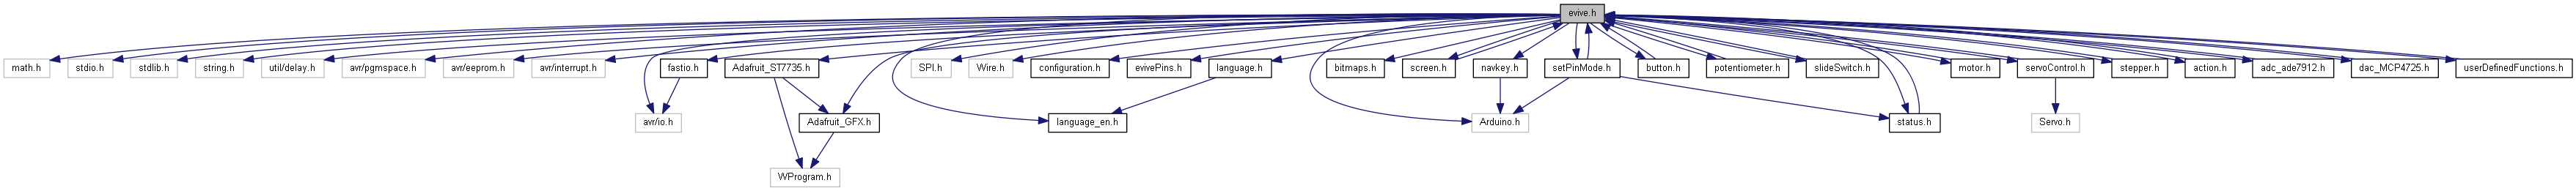 evive.h
math.h
stdio.h
stdlib.h
string.h
util/delay.h
avr/pgmspace.h
avr/eeprom.h
avr/interrupt.h
fastio.h
Adafruit_ST7735.h
SPI.h
Wire.h
configuration.h
evivePins.h
language.h
bitmaps.h
screen.h
navkey.h
setPinMode.h
button.h
potentiometer.h
slideSwitch.h
motor.h
servoControl.h
stepper.h
action.h
adc_ade7912.h
dac_MCP4725.h
userDefinedFunctions.h
avr/io.h
Adafruit_GFX.h
language_en.h
Arduino.h
status.h
Servo.h
WProgram.h